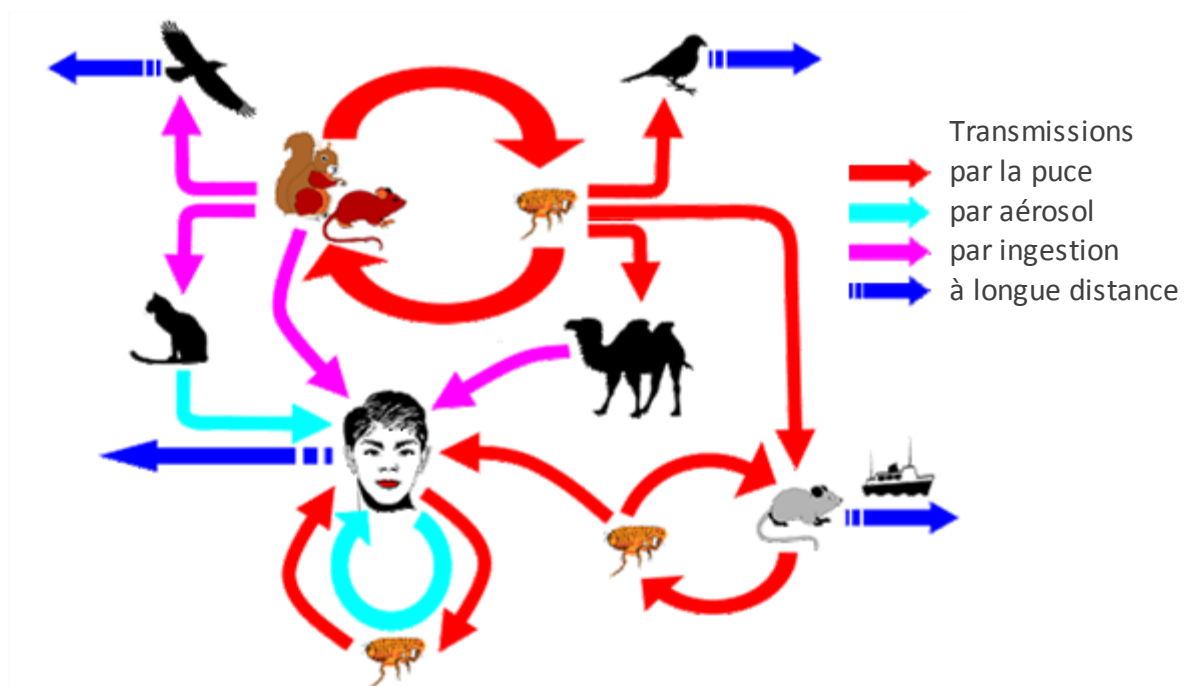 Transmissions
par la puce
par aérosol
par ingestion
à longue distance